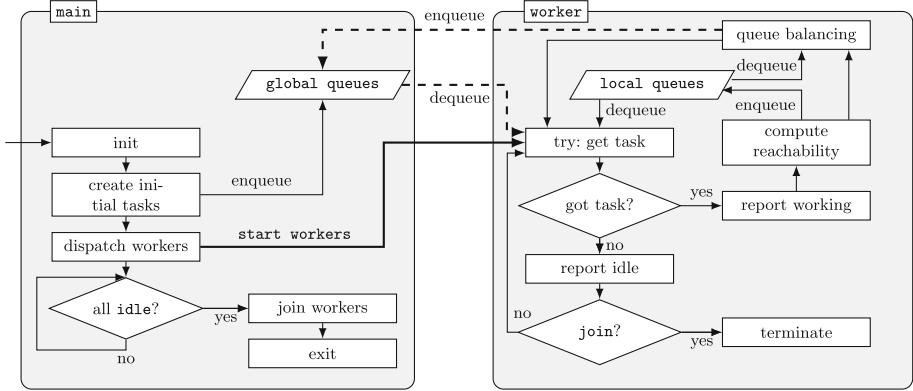 main
enqueue
worker
queue balancing
global queues
dequeue
local queues
dequeue
dequeue
enqueue
init
try: get task
compute
reachability
create ini-
tial tasks
enqueue
got task?
yes
report working
start workers
dispatch workers
no
report idle
all idle?
yes
join workers
no
join?
yes
terminate
no
exit